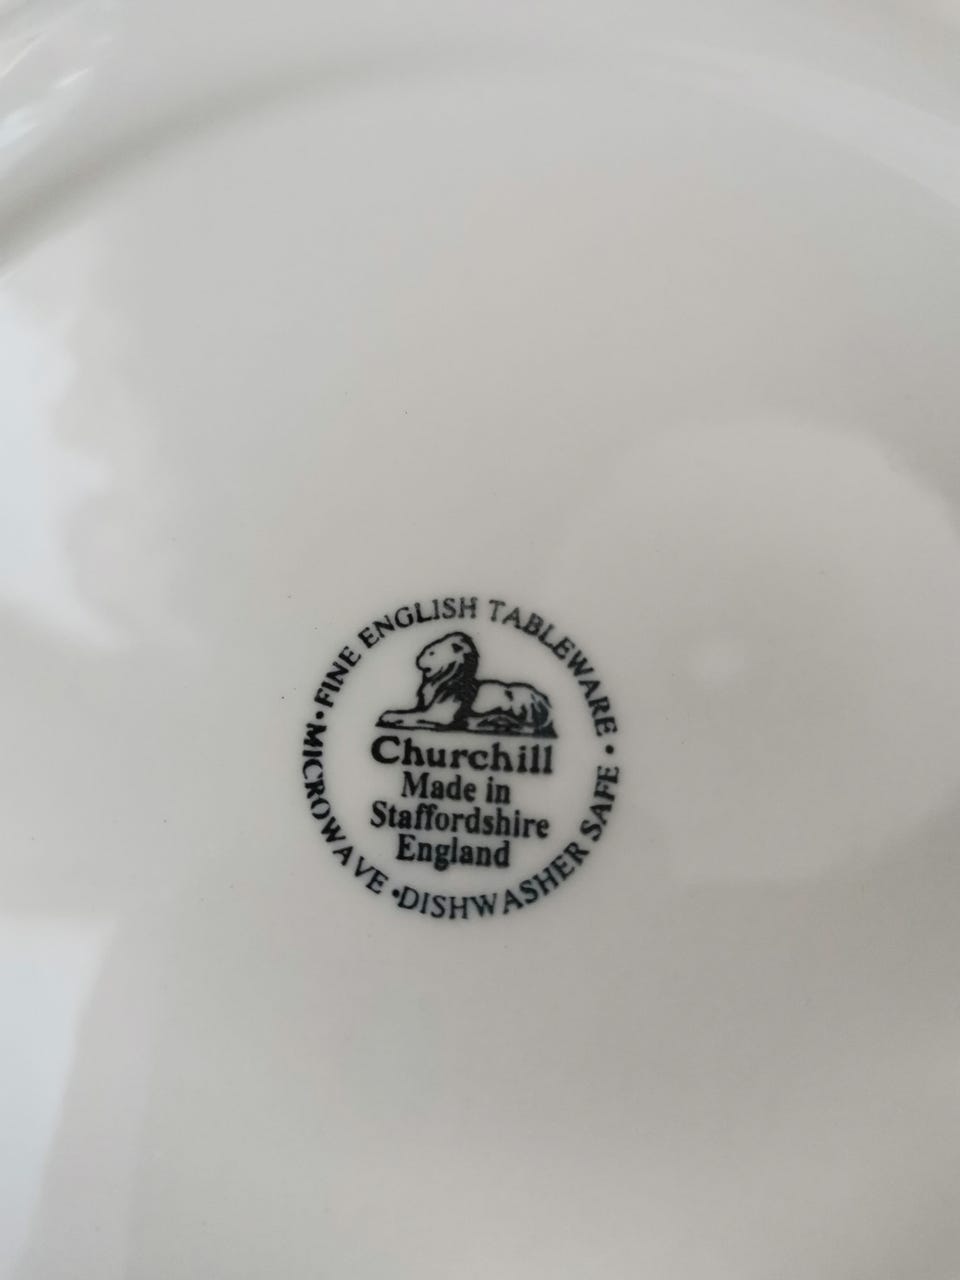 • FINE ENGLISH TABLEWARE •
Churchill
Made in
Staffordshire
England
MICROWAVE • DISHWASHER SAFE